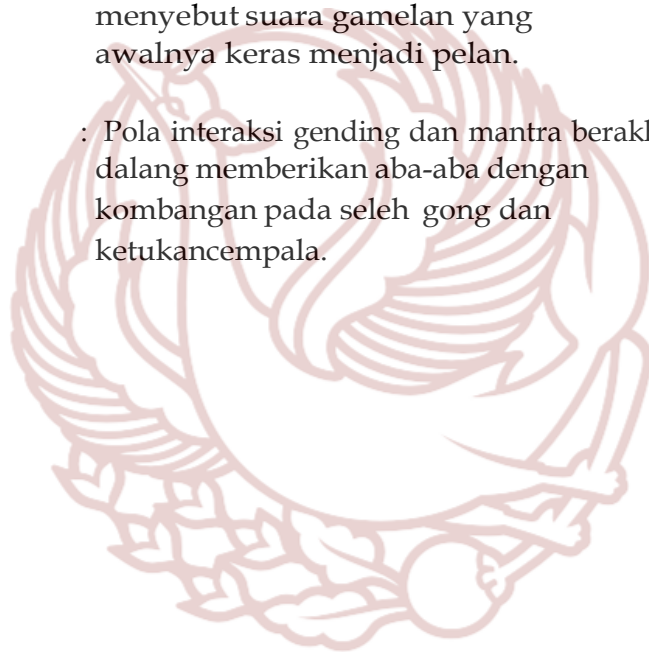 menyebut suara gamelan yang
awalnya keras menjadi pelan.
: Pola interaksi gending dan mantra
dalang memberikan aba-aba dengan
kombangan pada seleh gong dan
ketukancempala.